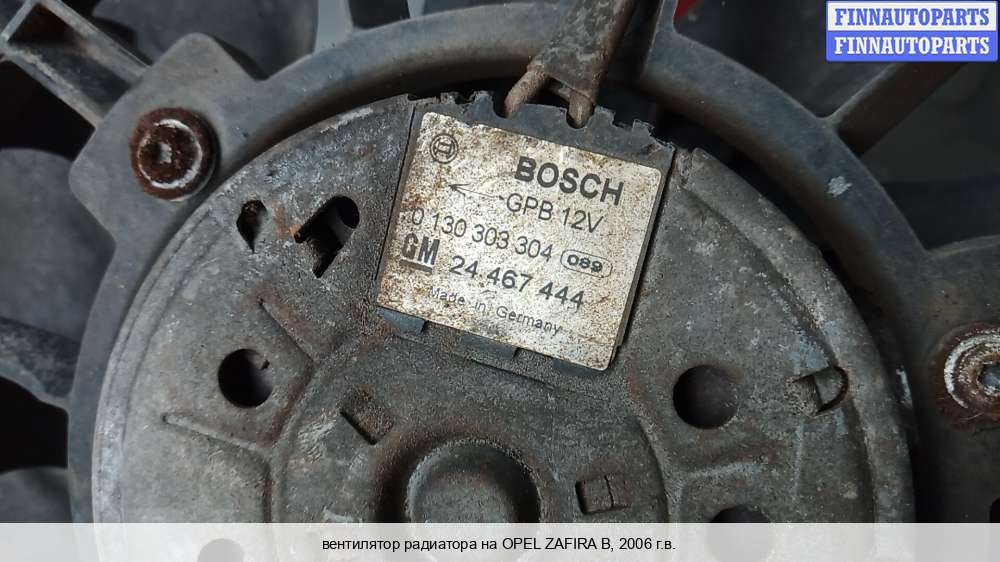 FINNAUTOPARTS
FINNAUTOPARTS
BOSCH
GPB 12V
0 130 303 304 089
GM 24 467 444
Made in Germany
вентилятор радиатора на OPEL ZAFIRA B, 2006 г.в.